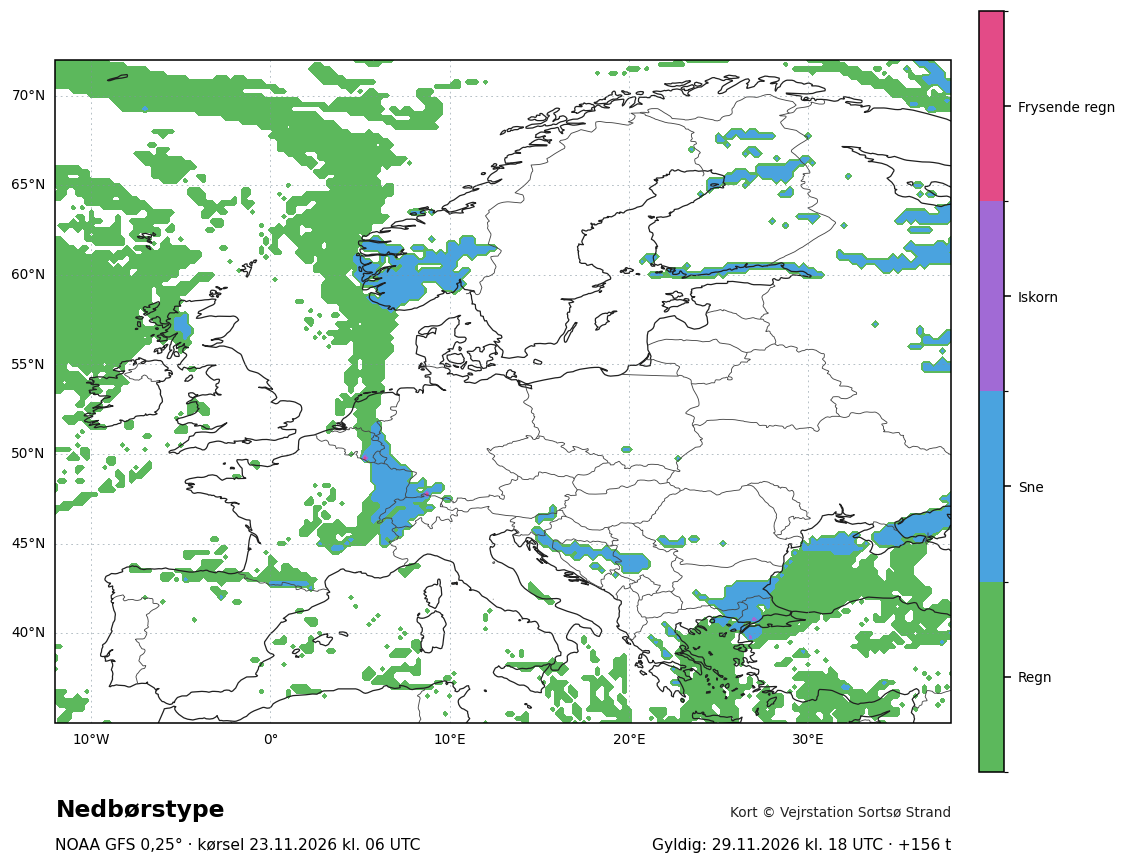 70°N
65°N
60°N
55°N
50°N
45°N
40°N
10°W
0°
10°E
20°E
30°E
Frysende regn
Iskorn
Sne
Regn
Nedbørstype
Kort © Vejrstation Sortsø Strand
NOAA GFS 0,25° · kørsel 23.11.2026 kl. 06 UTC
Gyldig: 29.11.2026 kl. 18 UTC · +156 t